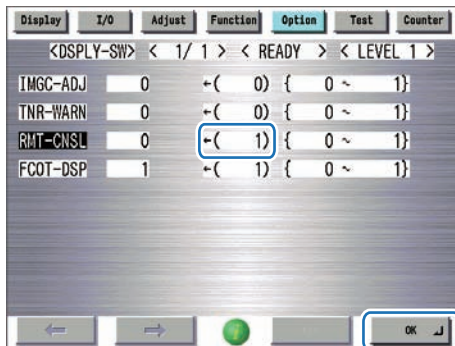 Display I/O Adjust Function Option Test Counter
<DSPLY-SW> < 1/ 1 > < READY > < LEVEL 1 >
IMGC-ADJ 0 ←( 0) { 0 ~ 1}
TNR-WARN 0 ←( 0) { 0 ~ 1}
RMT-CNSL 0 ←( 1) { 0 ~ 1}
FCOT-DSP 1 ←( 1) { 0 ~ 1}
OK